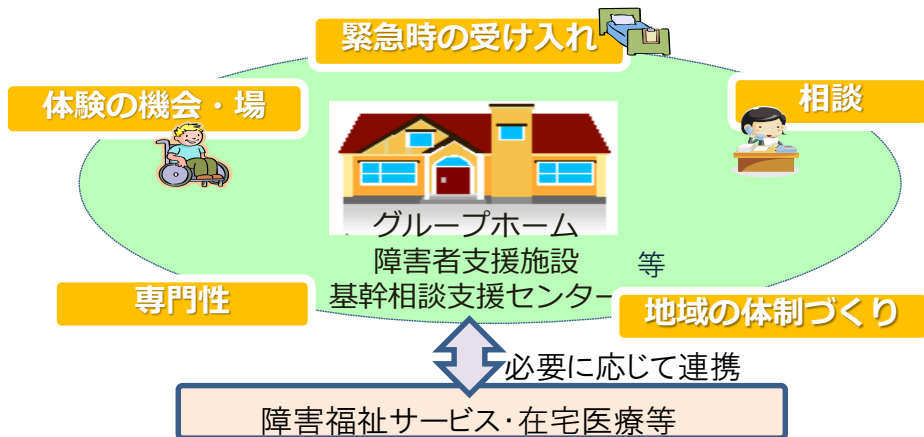 緊急時の受け入れ
体験の機会・場
相談
グループホーム
障害者支援施設 等
基幹相談支援センター
専門性
地域の体制づくり
必要に応じて連携
障害福祉サービス・在宅医療等